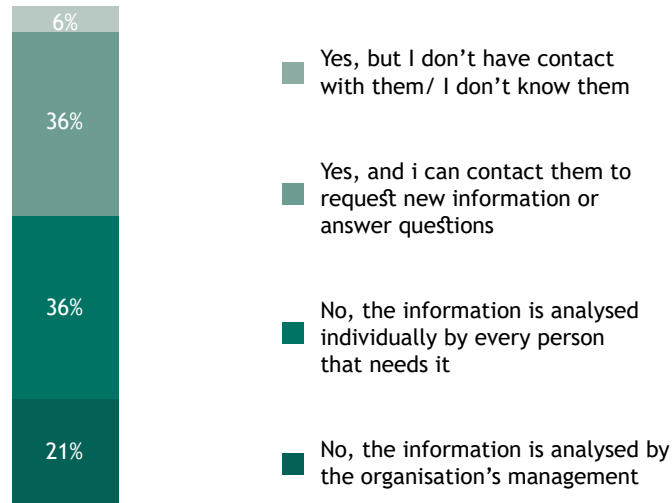 6%
36%
36%
21%
Yes, but I don’t have contact
with them/ I don’t know them
Yes, and i can contact them to
request new information or
answer questions
No, the information is analysed
individually by every person
that needs it
No, the information is analysed by
the organisation’s management